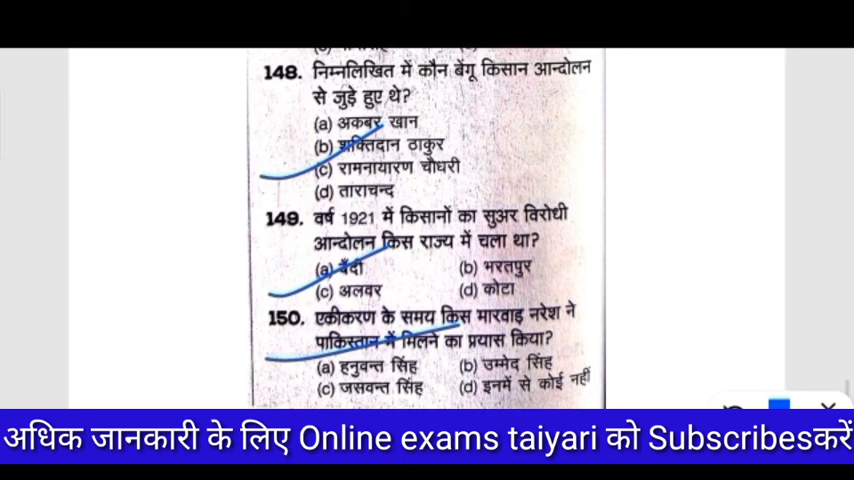 148. निम्नलिखित में कौन बेंगू किसान आन्दोलन
से जुड़े हुए थे?
(a) अकबर खान
(b) शक्तिदान ठाकुर
(c) रामनायारण चौधरी
(d) ताराचन्द
149. वर्ष 1921 में किसानों का सुअर विरोधी
आन्दोलन किस राज्य में चला था?
(a) बूँदी (b) भरतपुर
(c) अलवर (d) कोटा
150. एकीकरण के समय किस मारवाड़ नरेश ने
पाकिस्तान में मिलने का प्रयास किया?
(a) हनुवन्त सिंह (b) उम्मेद सिंह
(c) जसवन्त सिंह (d) इनमें से कोई नहीं
अधिक जानकारी के लिए Online exams taiyari को Subscribesकरें